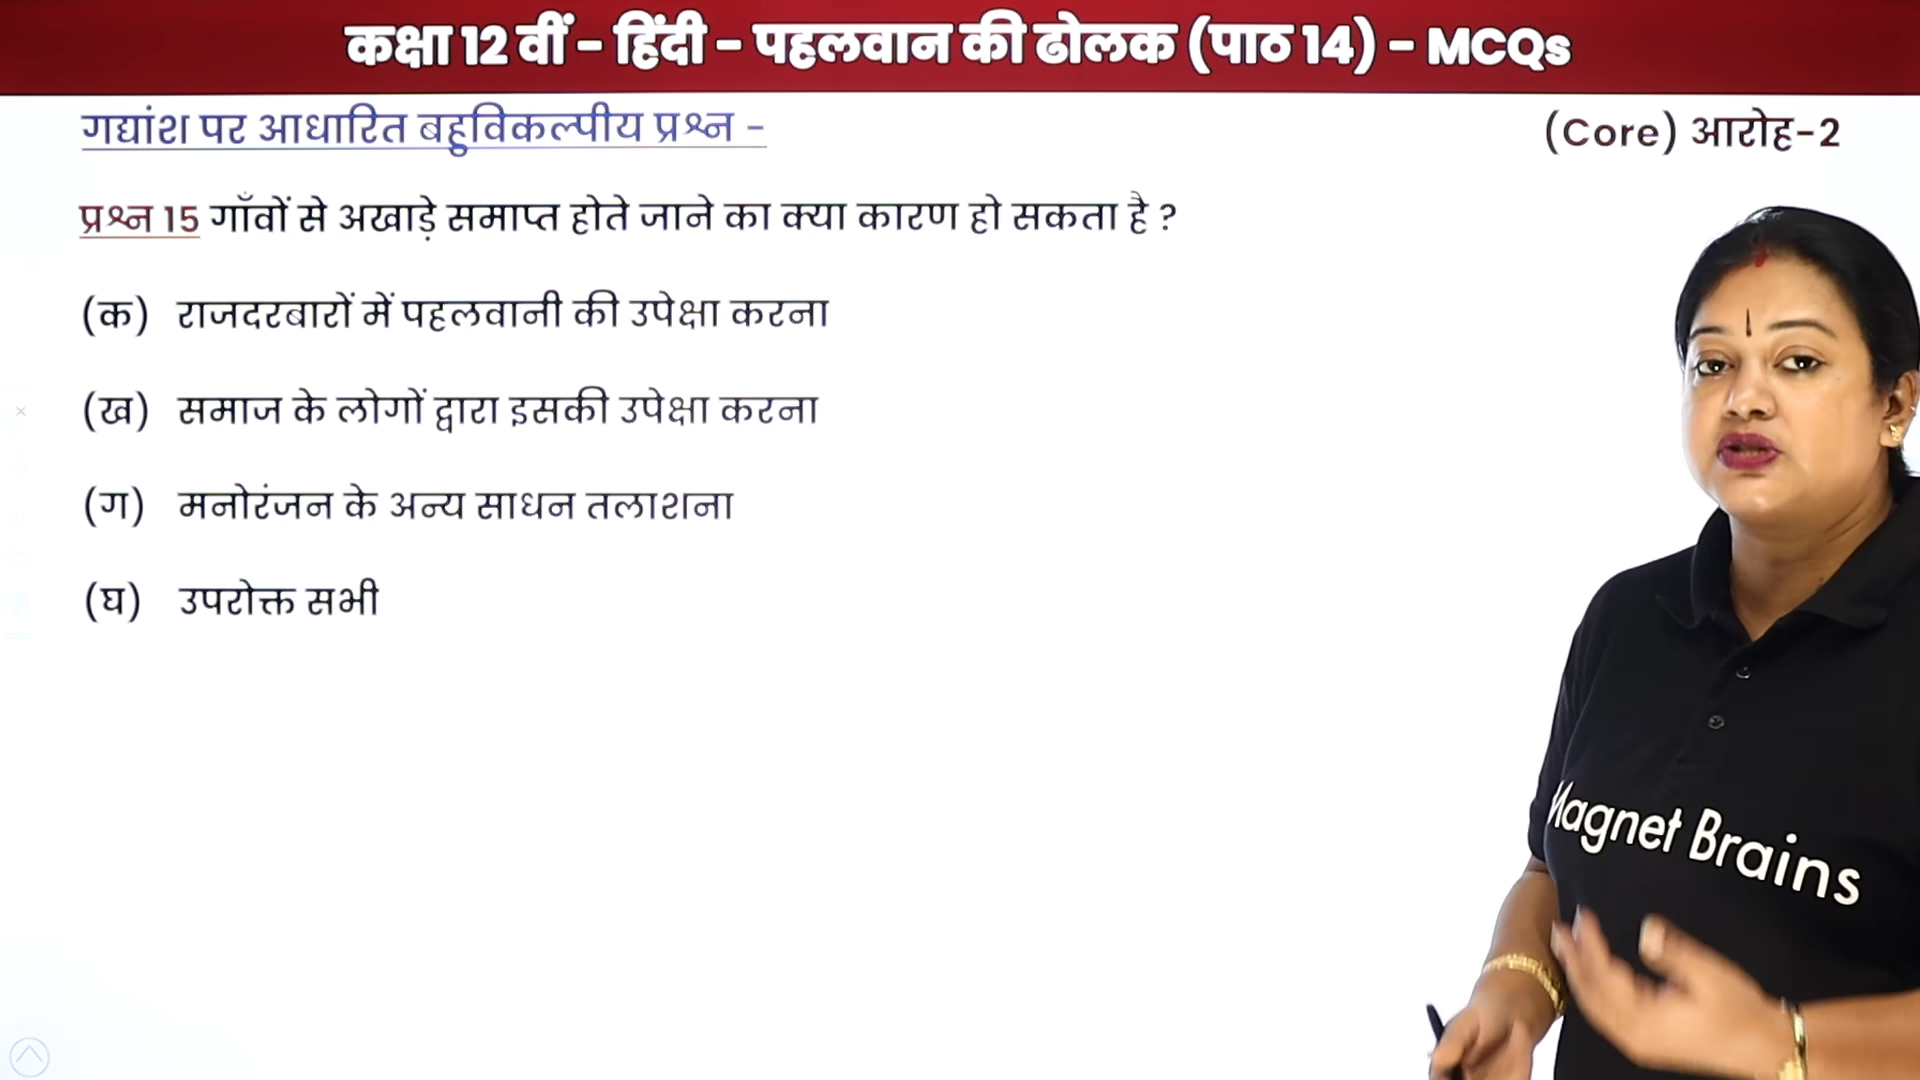 कक्षा 12 वीं - हिंदी - पहलवान की ढोलक (पाठ 14) - MCQs
गद्यांश पर आधारित बहुविकल्पीय प्रश्न -
(Core) आरोह-2
प्रश्न 15 गाँवों से अखाड़े समाप्त होते जाने का क्या कारण हो सकता है ?
(क) राजदरबारों में पहलवानी की उपेक्षा करना
(ख) समाज के लोगों द्वारा इसकी उपेक्षा करना
(ग) मनोरंजन के अन्य साधन तलाशना
(घ) उपरोक्त सभी
Magnet Brains